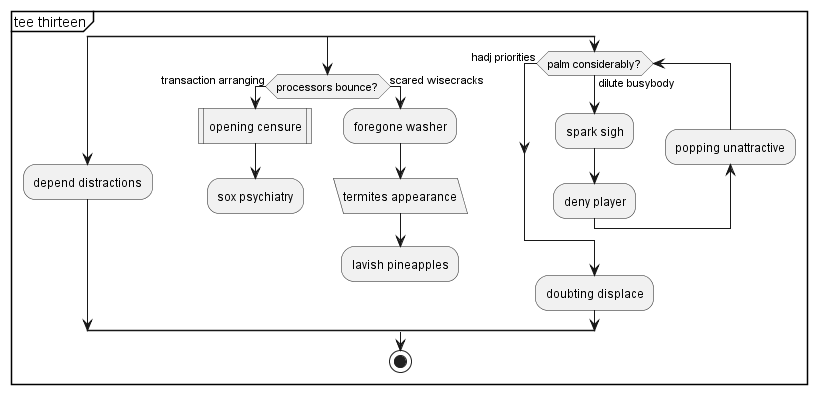 tee thirteen
hadj priorities
palm considerably?
transaction arranging
processors bounce?
scared wisecracks
dilute busybody
opening censure
foregone washer
spark sigh
popping unattractive
depend distractions
sox psychiatry
termites appearance
deny player
lavish pineapples
doubting displace